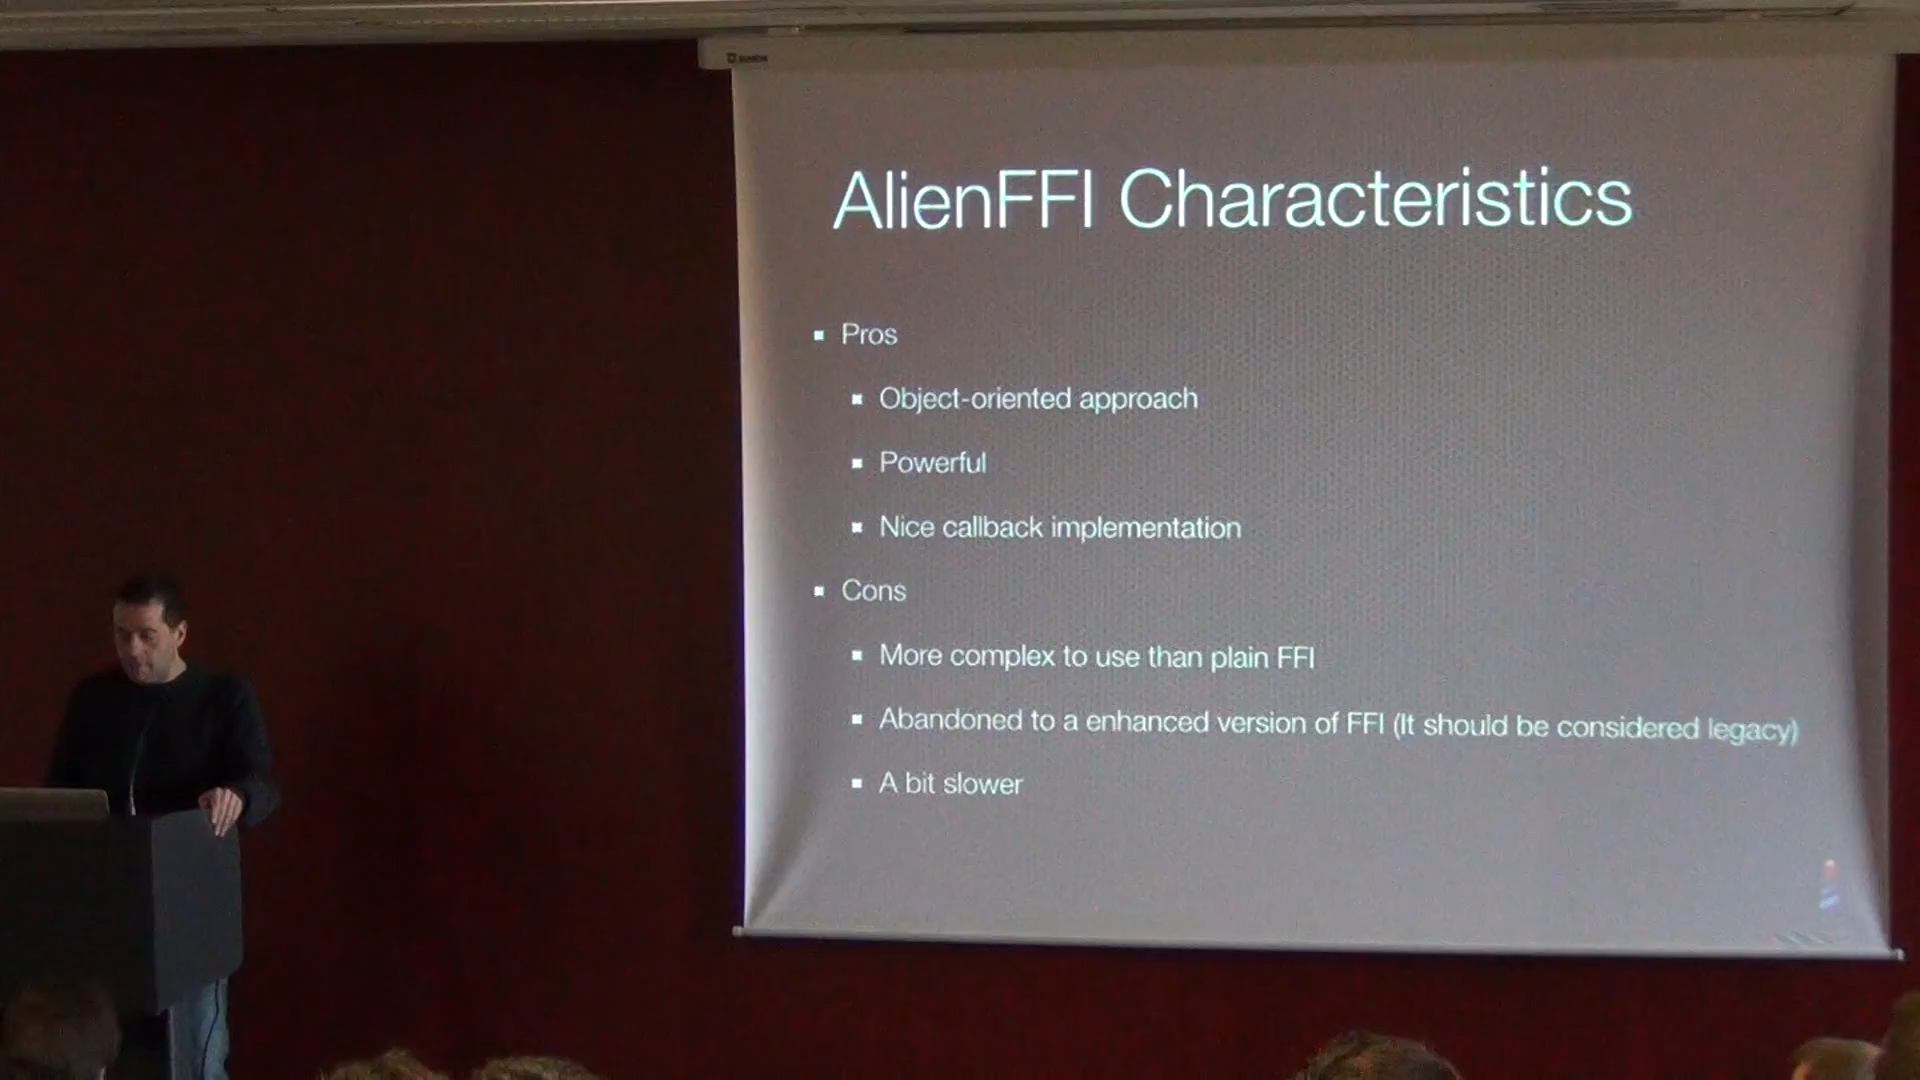 AlienFFI Characteristics
Pros
Object-oriented approach
Powerful
Nice callback implementation
Cons
More complex to use than plain FFI
Abandoned to a enhanced version of FFI (It should be considered legacy)
A bit slower